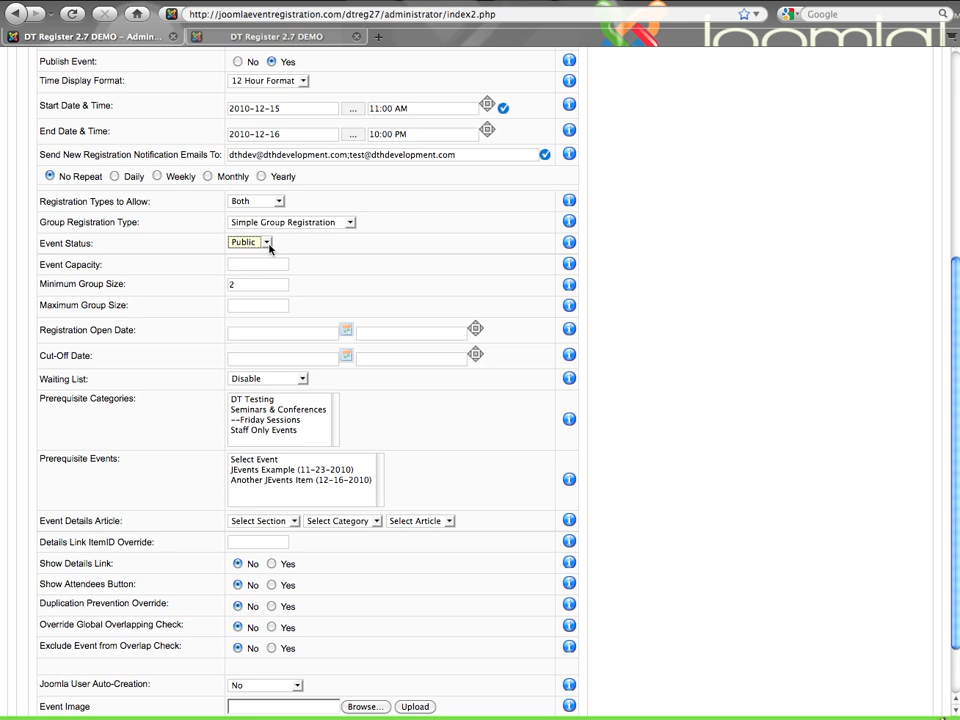 http://joomlaeventregistration.com/dtreg27/administrator/index2.php
Google
DT Register 2.7 DEMO - Admin...
DT Register 2.7 DEMO
Publish Event: No Yes
Time Display Format: 12 Hour Format
Start Date & Time: 2010-12-15 ... 11:00 AM
End Date & Time: 2010-12-16 ... 10:00 PM
Send New Registration Notification Emails To: dthdev@dthdevelopment.com;test@dthdevelopment.com
No Repeat Daily Weekly Monthly Yearly
Registration Types to Allow: Both
Group Registration Type: Simple Group Registration
Event Status: Public
Event Capacity:
Minimum Group Size: 2
Maximum Group Size:
Registration Open Date:
Cut-Off Date:
Waiting List: Disable
Prerequisite Categories: DT Testing
Seminars & Conferences
--Friday Sessions
Staff Only Events
Prerequisite Events: Select Event
JEvents Example (11-23-2010)
Another JEvents Item (12-16-2010)
Event Details Article: Select Section Select Category Select Article
Details Link ItemID Override:
Show Details Link: No Yes
Show Attendees Button: No Yes
Duplication Prevention Override: No Yes
Override Global Overlapping Check: No Yes
Exclude Event from Overlap Check: No Yes
Joomla User Auto-Creation: No
Event Image Browse... Upload